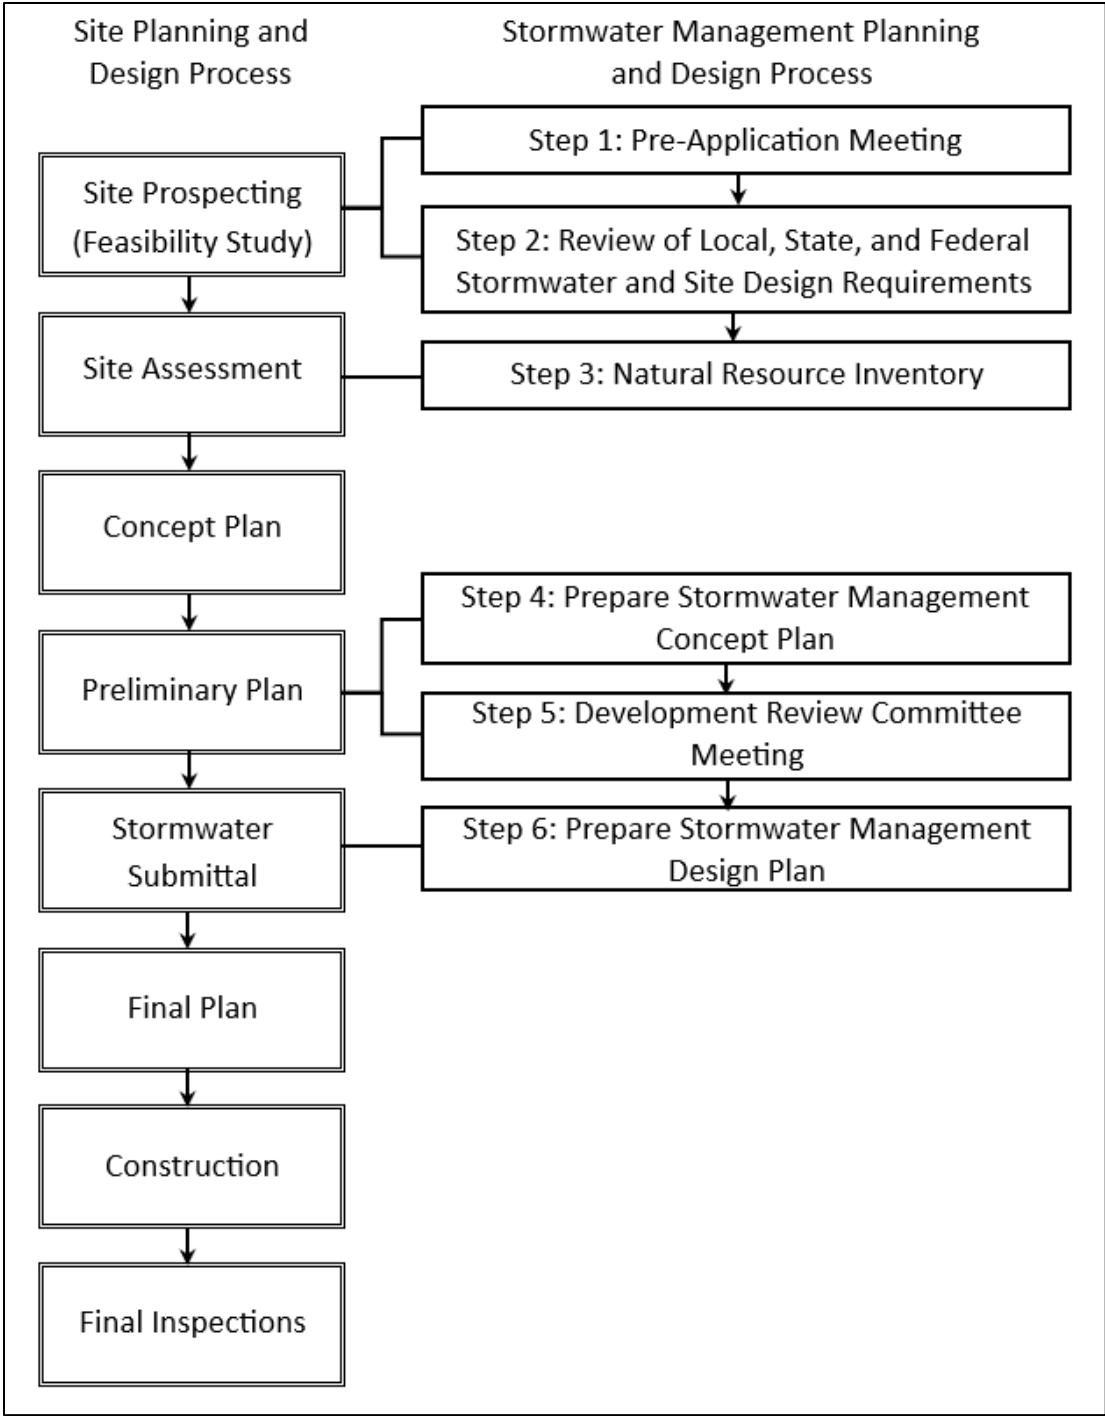 Site Planning and
Design Process
Stormwater Management Planning
and Design Process
Step 1: Pre-Application Meeting
Site Prospecting
(Feasibility Study)
Step 2: Review of Local, State, and Federal
Stormwater and Site Design Requirements
Site Assessment
Step 3: Natural Resource Inventory
Concept Plan
Step 4: Prepare Stormwater Management
Concept Plan
Preliminary Plan
Step 5: Development Review Committee
Meeting
Stormwater
Submittal
Step 6: Prepare Stormwater Management
Design Plan
Final Plan
Construction
Final Inspections